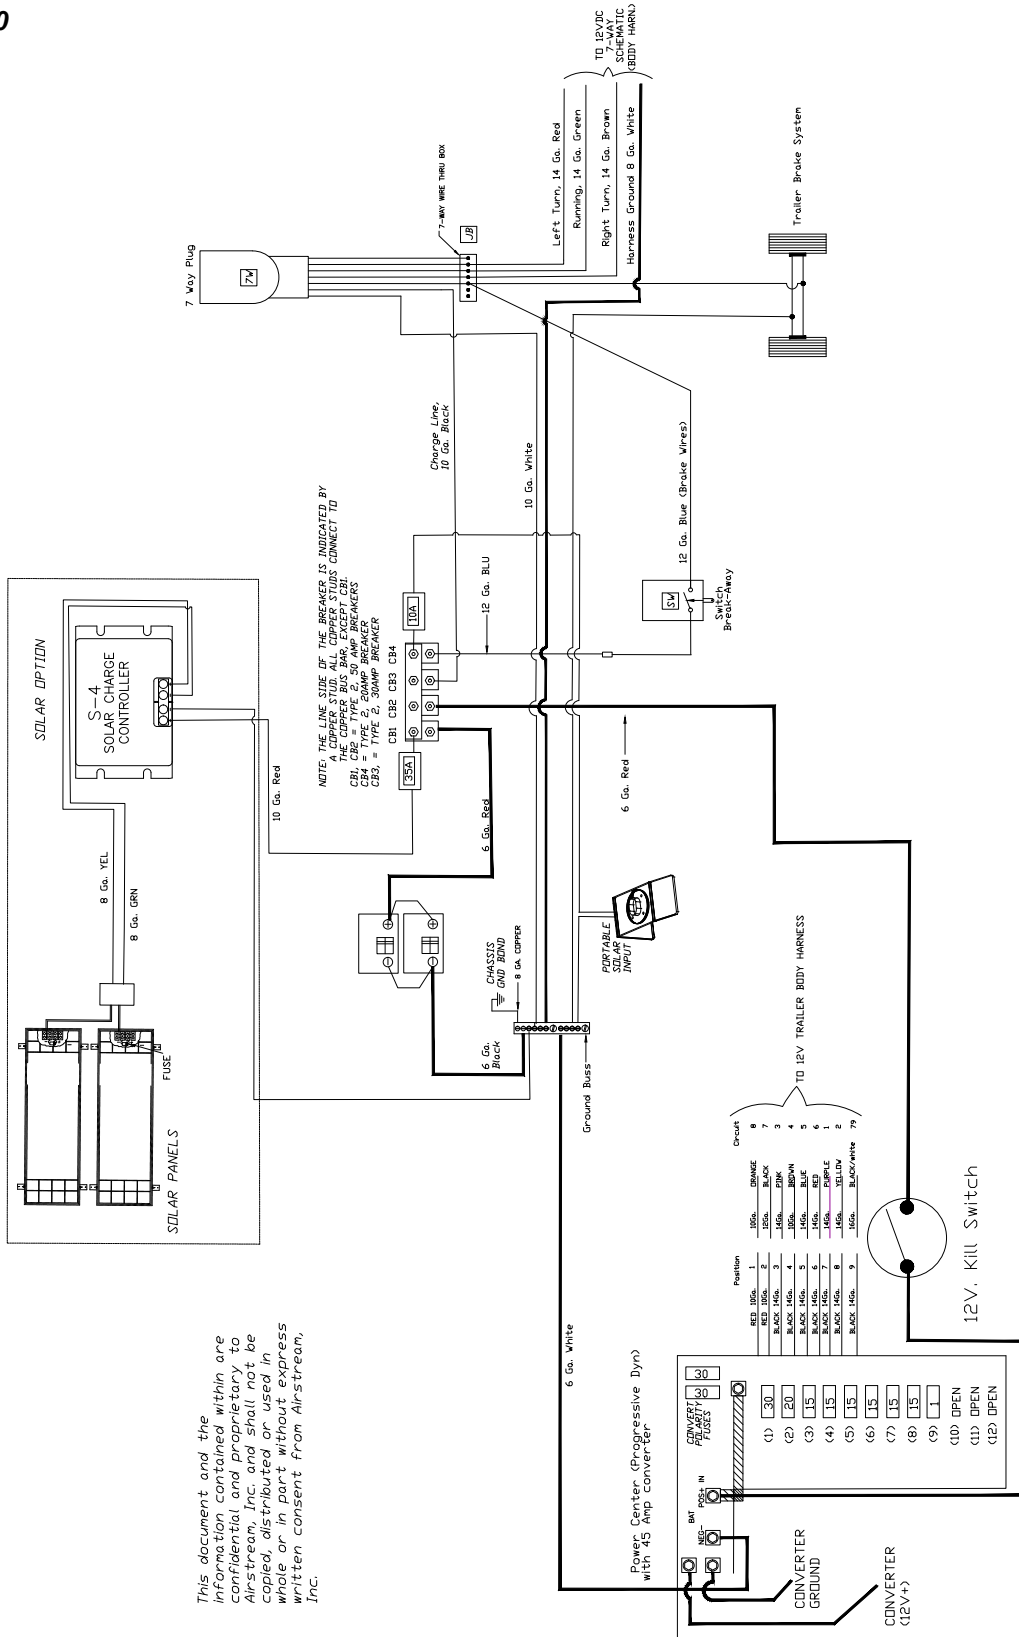 0
This document and the
information contained within are
confidential and proprietary to
Airstream, Inc. and shall not be
copied, distributed or used in
whole or in part without express
written consent from Airstream,
Inc.
SOLAR OPTION
S-4
SOLAR CHARGE
CONTROLLER
8 Ga. YEL
8 Ga. GRN
FUSE
SOLAR PANELS
10 Ga. Red
NOTE: THE LINE SIDE OF THE BREAKER IS INDICATED BY
A COPPER STUD. ALL COPPER STUDS CONNECT TO
THE COPPER BUS BAR, EXCEPT CB1.
CB1, CB2 = TYPE 2, 50 AMP BREAKERS
CB4 = TYPE 2, 20AMP BREAKER
CB3, = TYPE 2, 30AMP BREAKER
CB1 CB2 CB3 CB4
35A
10A
7 Way Plug
7W
7-WAY WIRE THRU BOX
JB
Charge Line,
10 Ga. Black
10 Ga. White
12 Ga. BLU
Left Turn, 14 Ga. Red
Running, 14 Ga. Green
Right Turn, 14 Ga. Brown
Harness Ground 8 Ga. White
TO 12VDC
7-WAY
SCHEMATIC
(BODY HARN.)
Trailer Brake System
12 Ga. Blue (Brake Wires)
SW
Switch
Break-Away
6 Ga. Red
6 Ga. Red
CHASSIS
GND BOND
8 GA. COPPER
6 Ga.
Black
Ground Buss
PORTABLE
SOLAR
INPUT
6 Ga. White
Power Center (Progressive Dyn)
with 45 Amp converter
CONVERT
POLARITY
FUSES
30
30
BAT
NEG-
POS+
IN
(1) 30
(2) 20
(3) 15
(4) 15
(5) 15
(6) 15
(7) 15
(8) 15
(9) 1
(10) OPEN
(11) OPEN
(12) OPEN
CONVERTER
GROUND
CONVERTER
(12V+)
Position Circuit
RED 10Ga. 1 10Ga. ORANGE 8
RED 10Ga. 2 12Ga. BLACK 7
BLACK 14Ga. 3 14Ga. PINK 3
BLACK 14Ga. 4 10Ga. BROWN 4
BLACK 14Ga. 5 14Ga. BLUE 5
BLACK 14Ga. 6 14Ga. RED 6
BLACK 14Ga. 7 14Ga. PURPLE 1
BLACK 14Ga. 8 14Ga. YELLOW 2
BLACK 14Ga. 9 16Ga. BLACK/white 79
TO 12V TRAILER BODY HARNESS
12V. Kill Switch